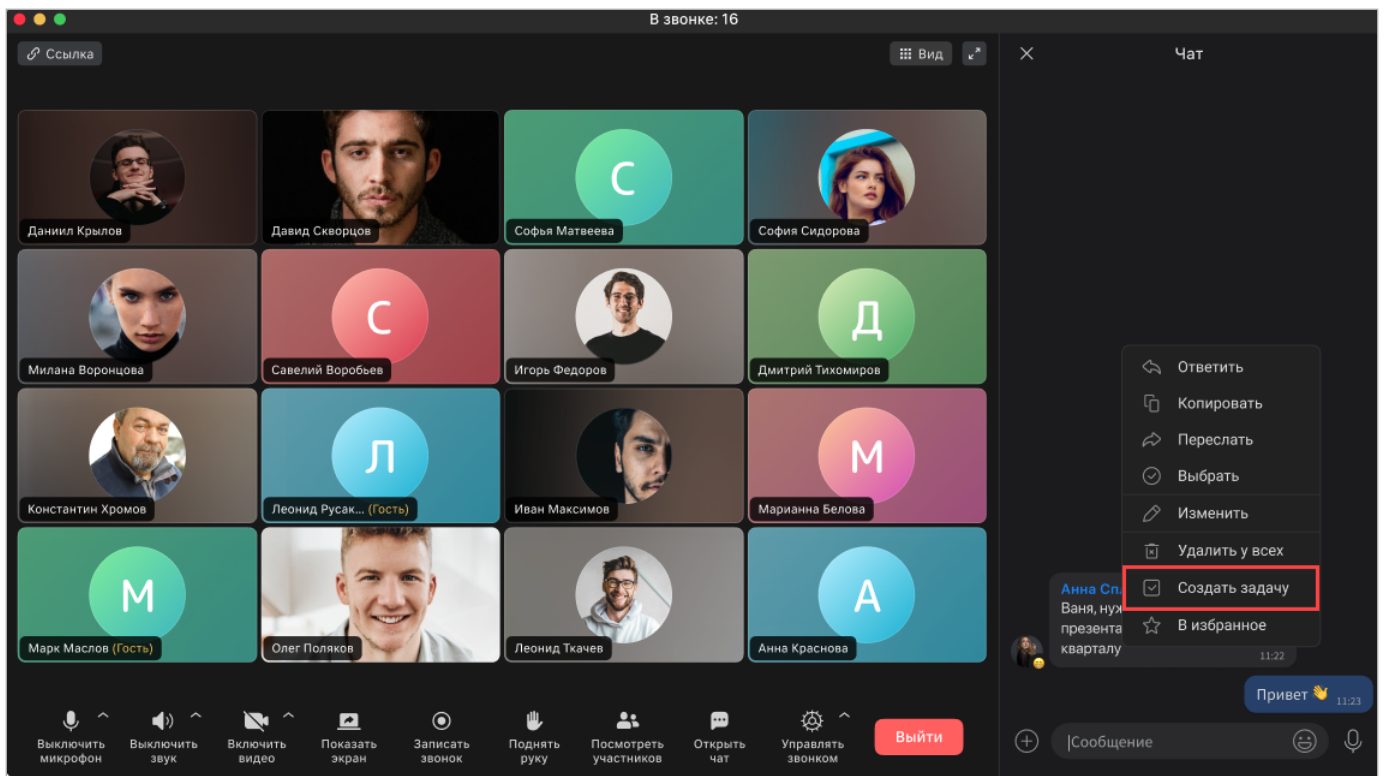 В звонке: 16
Ссылка
Вид
Чат
С
Даниил Крылов
Давид Скворцов
Софья Матвеева
София Сидорова
С
Д
Милана Воронцова
Савелий Воробьев
Игорь Федоров
Дмитрий Тихомиров
Л
М
Константин Хромов
Леонид Русак... (Гость)
Иван Максимов
Марианна Белова
М
А
Марк Маслов (Гость)
Олег Поляков
Леонид Ткачев
Анна Краснова
Выключить микрофон
Выключить звук
Включить видео
Показать экран
Записать звонок
Поднять руку
Посмотреть участников
Открыть чат
Управлять звонком
Выйти
Ответить
Копировать
Переслать
Выбрать
Изменить
Удалить у всех
Создать задачу
В избранное
Анна
Ваня,
кварталу
11:22
Привет 👋 11:23
Сообщение